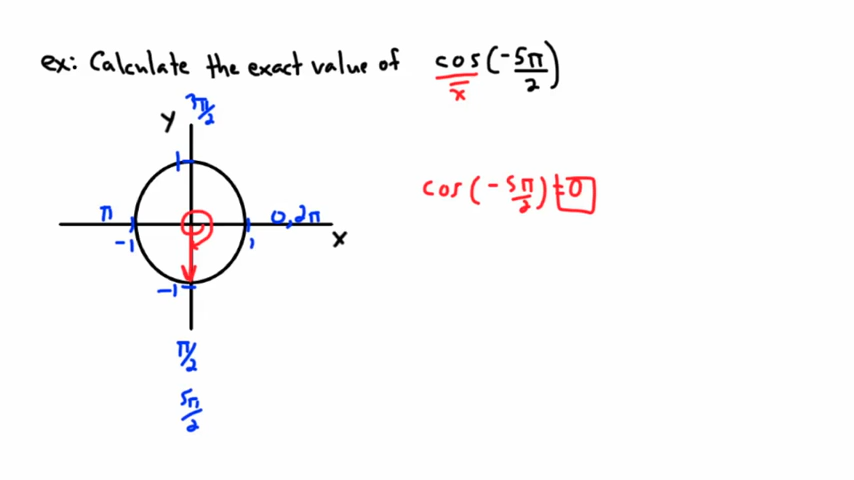 ex: Calculate the exact value of cos(-5π/2)
x
3π/2
y
1
cos(-5π/2)=0
π
0,2π
-1
1
x
-1
π/2
5π/2